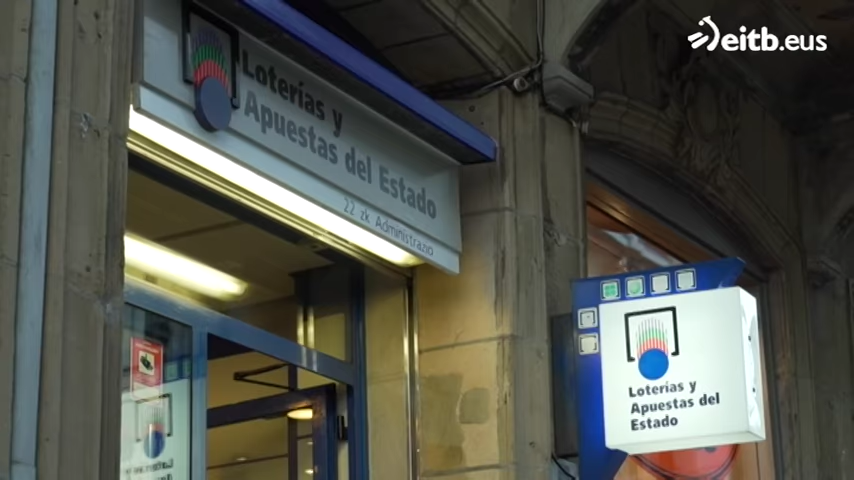 eitb.eus
Loterías y
Apuestas del Estado
22 zk. Administrazio
Loterías y
Apuestas del
Estado